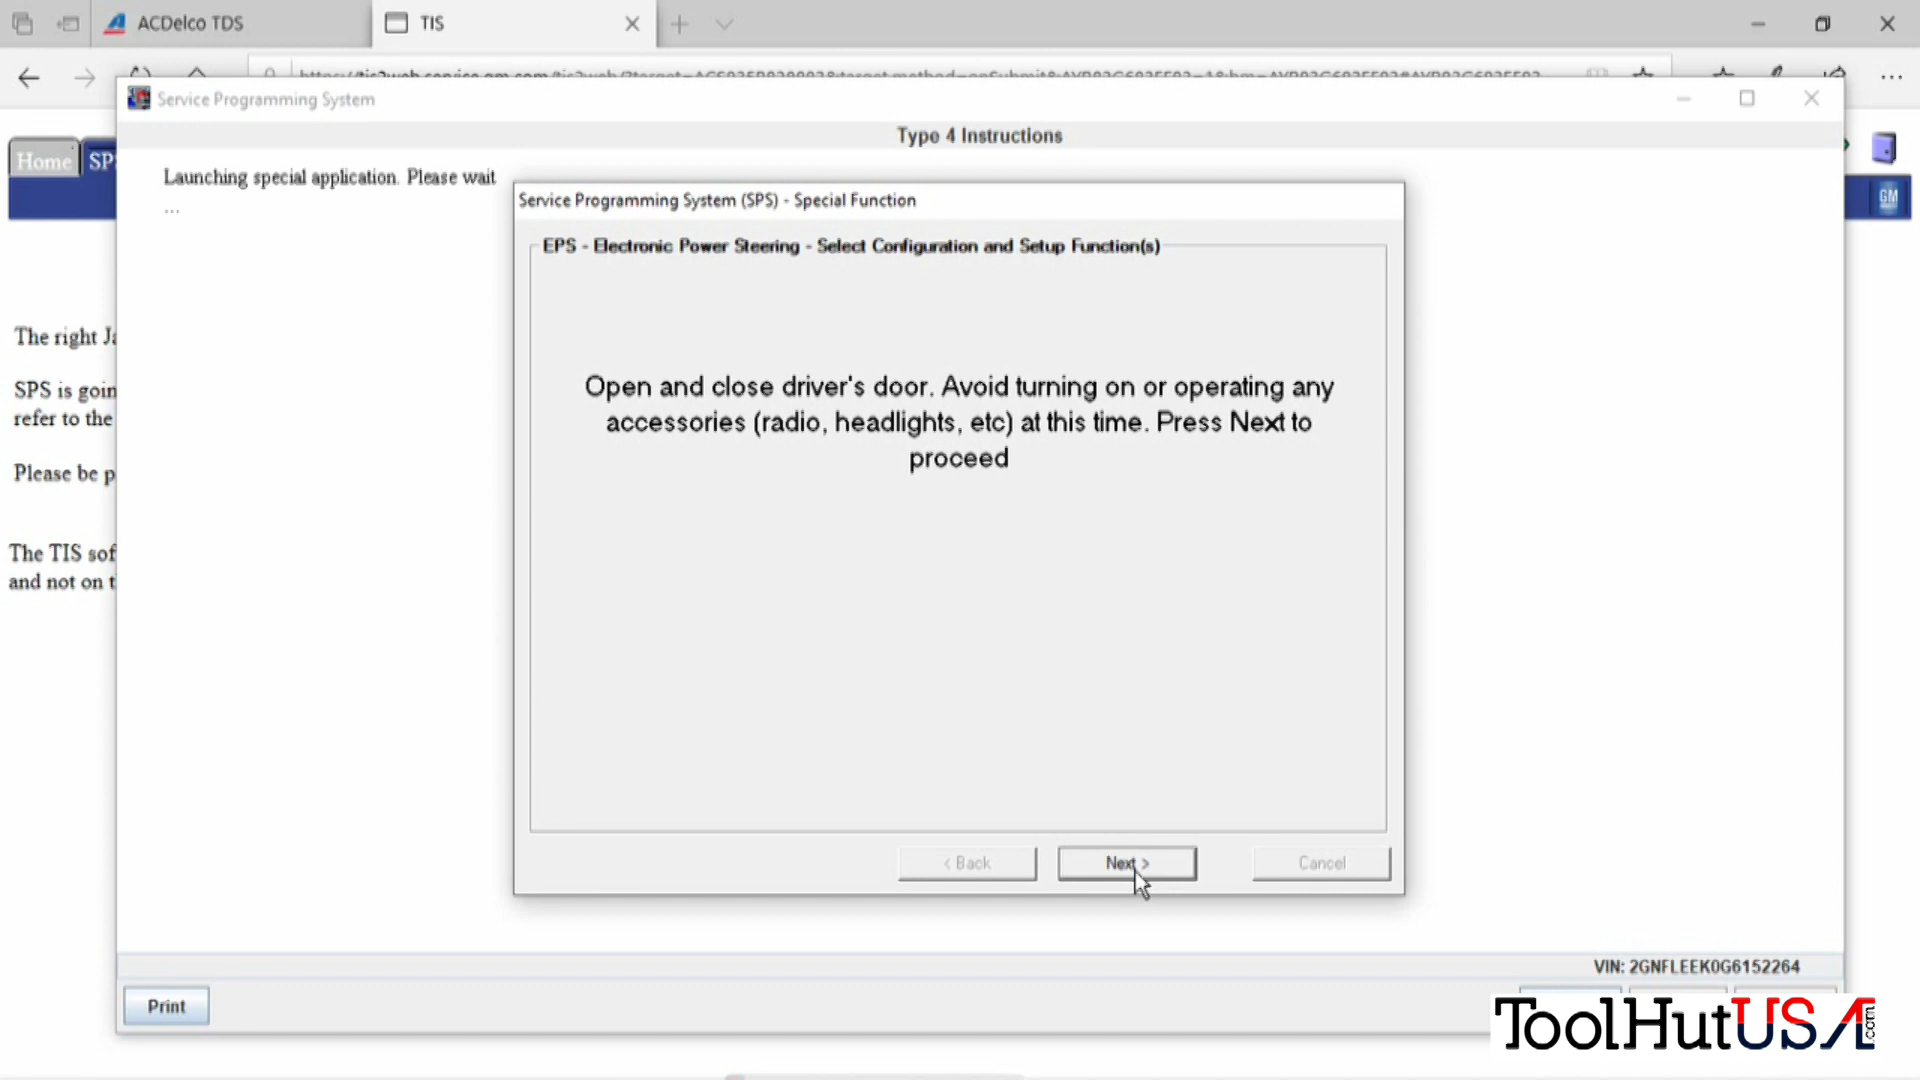 ACDelco TDS
TIS
Service Programming System
Type 4 Instructions
Home
SP
Launching special application. Please wait
...
Service Programming System (SPS) - Special Function
GM
EPS - Electronic Power Steering - Select Configuration and Setup Function(s)
The right Ja
Open and close driver's door. Avoid turning on or operating any
accessories (radio, headlights, etc) at this time. Press Next to
proceed
SPS is goin
refer to the
Please be p
The TIS sof
and not on t
< Back
Next >
Cancel
VIN: 2GNFLEEK0G6152264
Print
ToolHutUSA.com